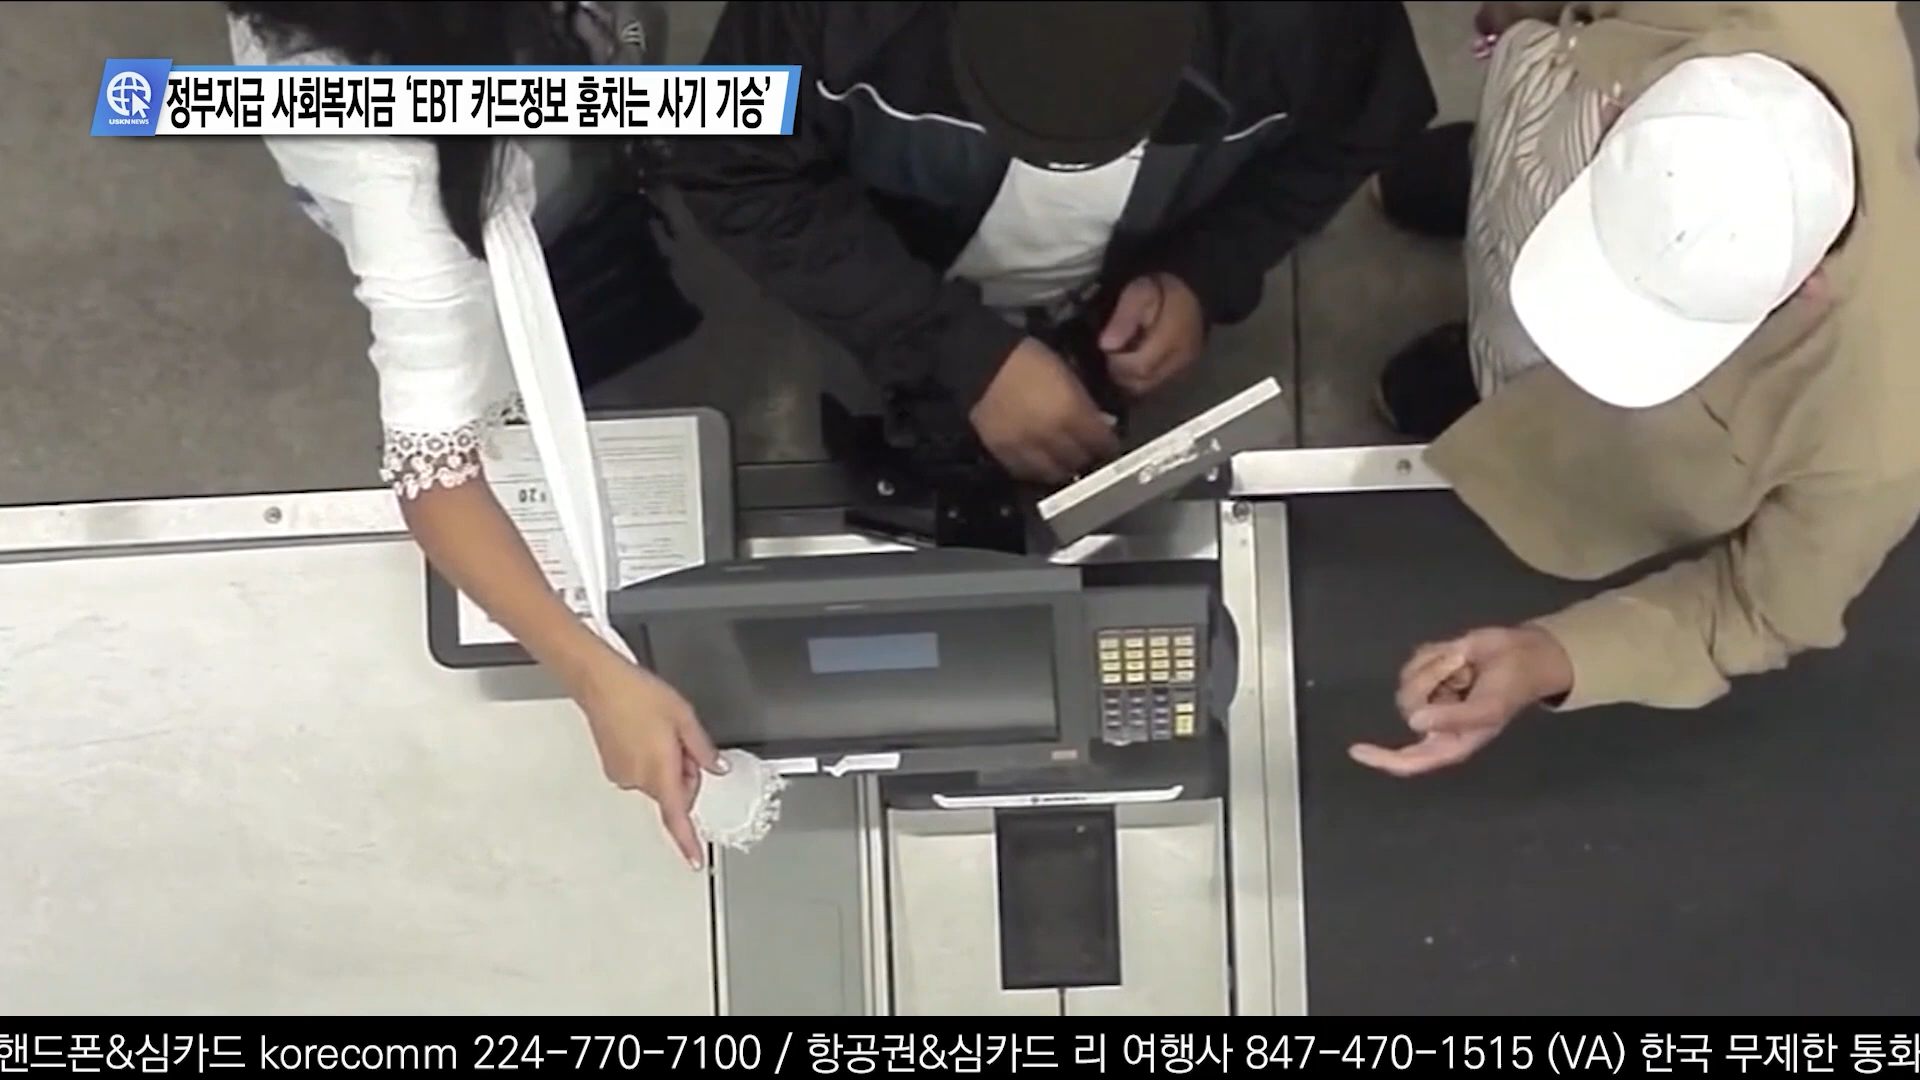 정부지급 사회복지금 ‘EBT 카드정보 훔치는 사기 기승’
USKN NEWS
핸드폰&심카드 korecomm 224-770-7100 / 항공권&심카드 리 여행사 847-470-1515 (VA) 한국 무제한 통화